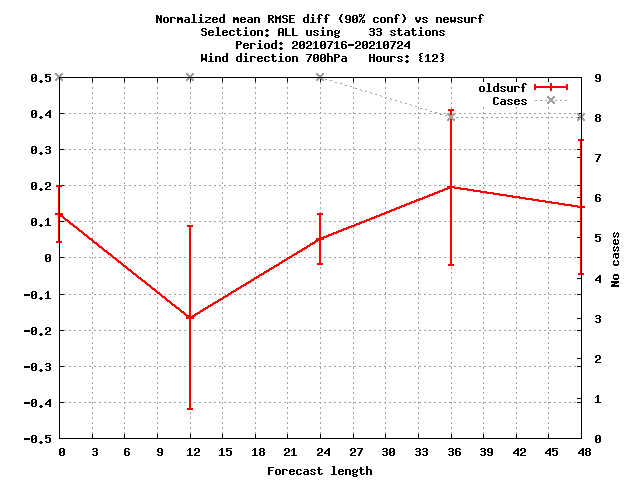 Normalized mean RMSE diff (90% conf) vs newsurf
Selection: ALL using    33 stations
Period: 20210716-20210724
Wind direction 700hPa   Hours: {12}
oldsurf
Cases
0.5
0.4
0.3
0.2
0.1
0
-0.1
-0.2
-0.3
-0.4
-0.5
9
8
7
6
5
4
3
2
1
0
No cases
0 3 6 9 12 15 18 21 24 27 30 33 36 39 42 45 48
Forecast length